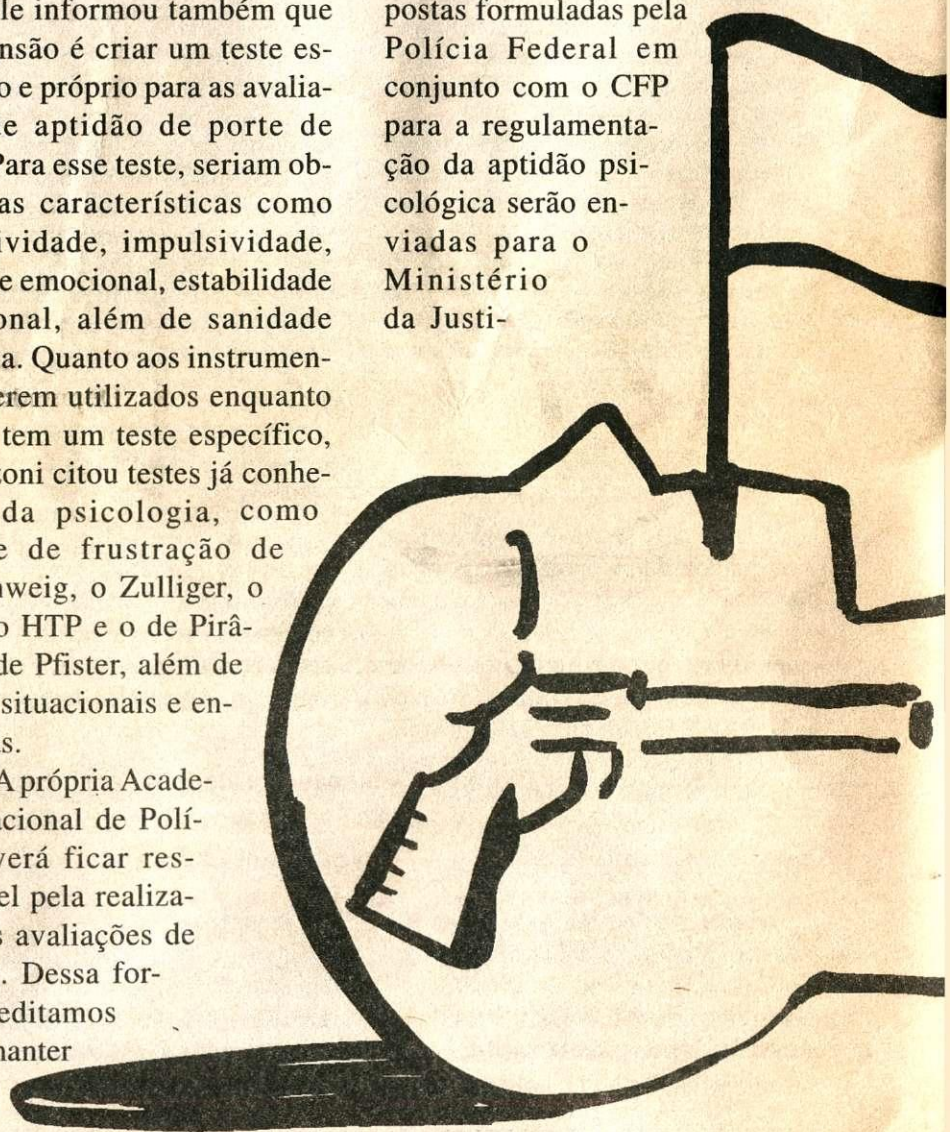 le informou também que
nsão é criar um teste es-
o e próprio para as avalia-
e aptidão de porte de
Para esse teste, seriam ob-
as características como
ividade, impulsividade,
e emocional, estabilidade
onal, além de sanidade
a. Quanto aos instrumen-
erem utilizados enquanto
tem um teste específico,
zoni citou testes já conhe-
da psicologia, como
e de frustração de
nweig, o Zulliger, o
o HTP e o de Pirâ-
de Pfister, além de
situacionais e en-
s.
A própria Acade-
acional de Polí-
verá ficar res-
el pela realiza-
s avaliações de
. Dessa for-
editamos
manter
postas formuladas pela
Polícia Federal em
conjunto com o CFP
para a regulamenta-
ção da aptidão psi-
cológica serão en-
viadas para o
Ministério
da Justi-